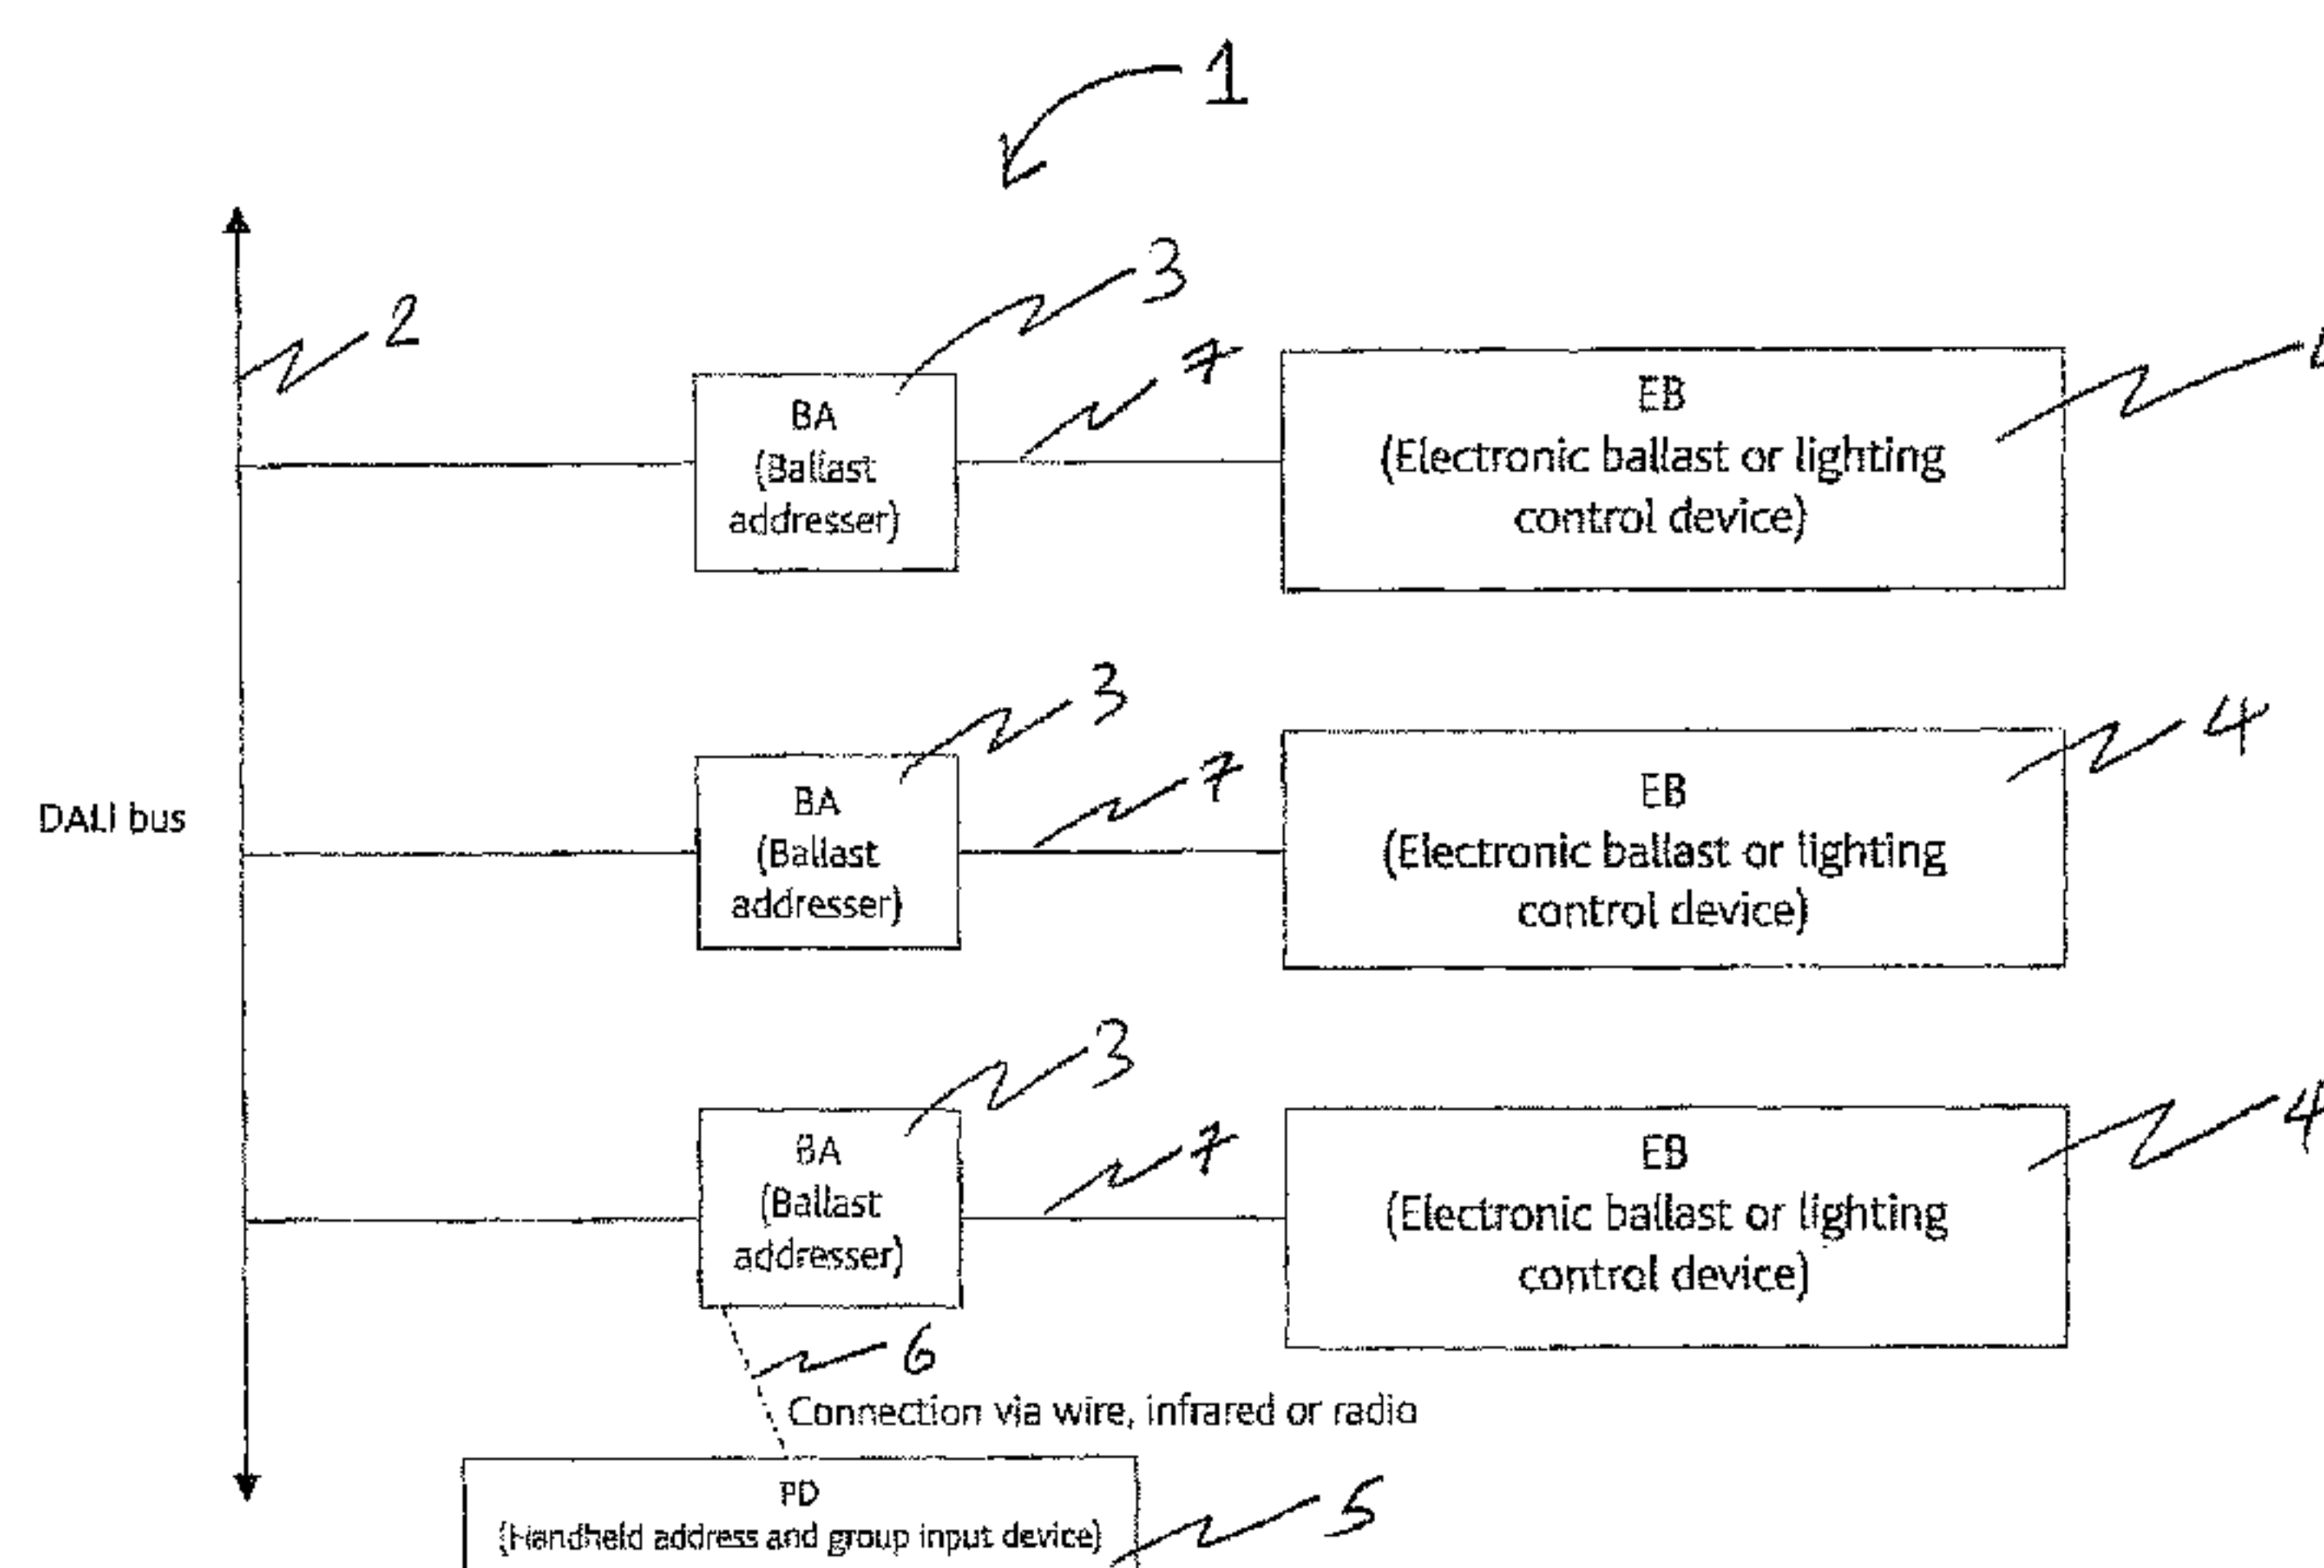 1
2
3
7
BA
(Ballast
addresser)
EB
(Electronic ballast or lighting
control device)
3
7
4
DALI bus
BA
(Ballast
addresser)
EB
(Electronic ballast or lighting
control device)
3
7
4
BA
(Ballast
addresser)
EB
(Electronic ballast or lighting
control device)
6
Connection via wire, infrared or radio
PD
(Handheld address and group input device)
5